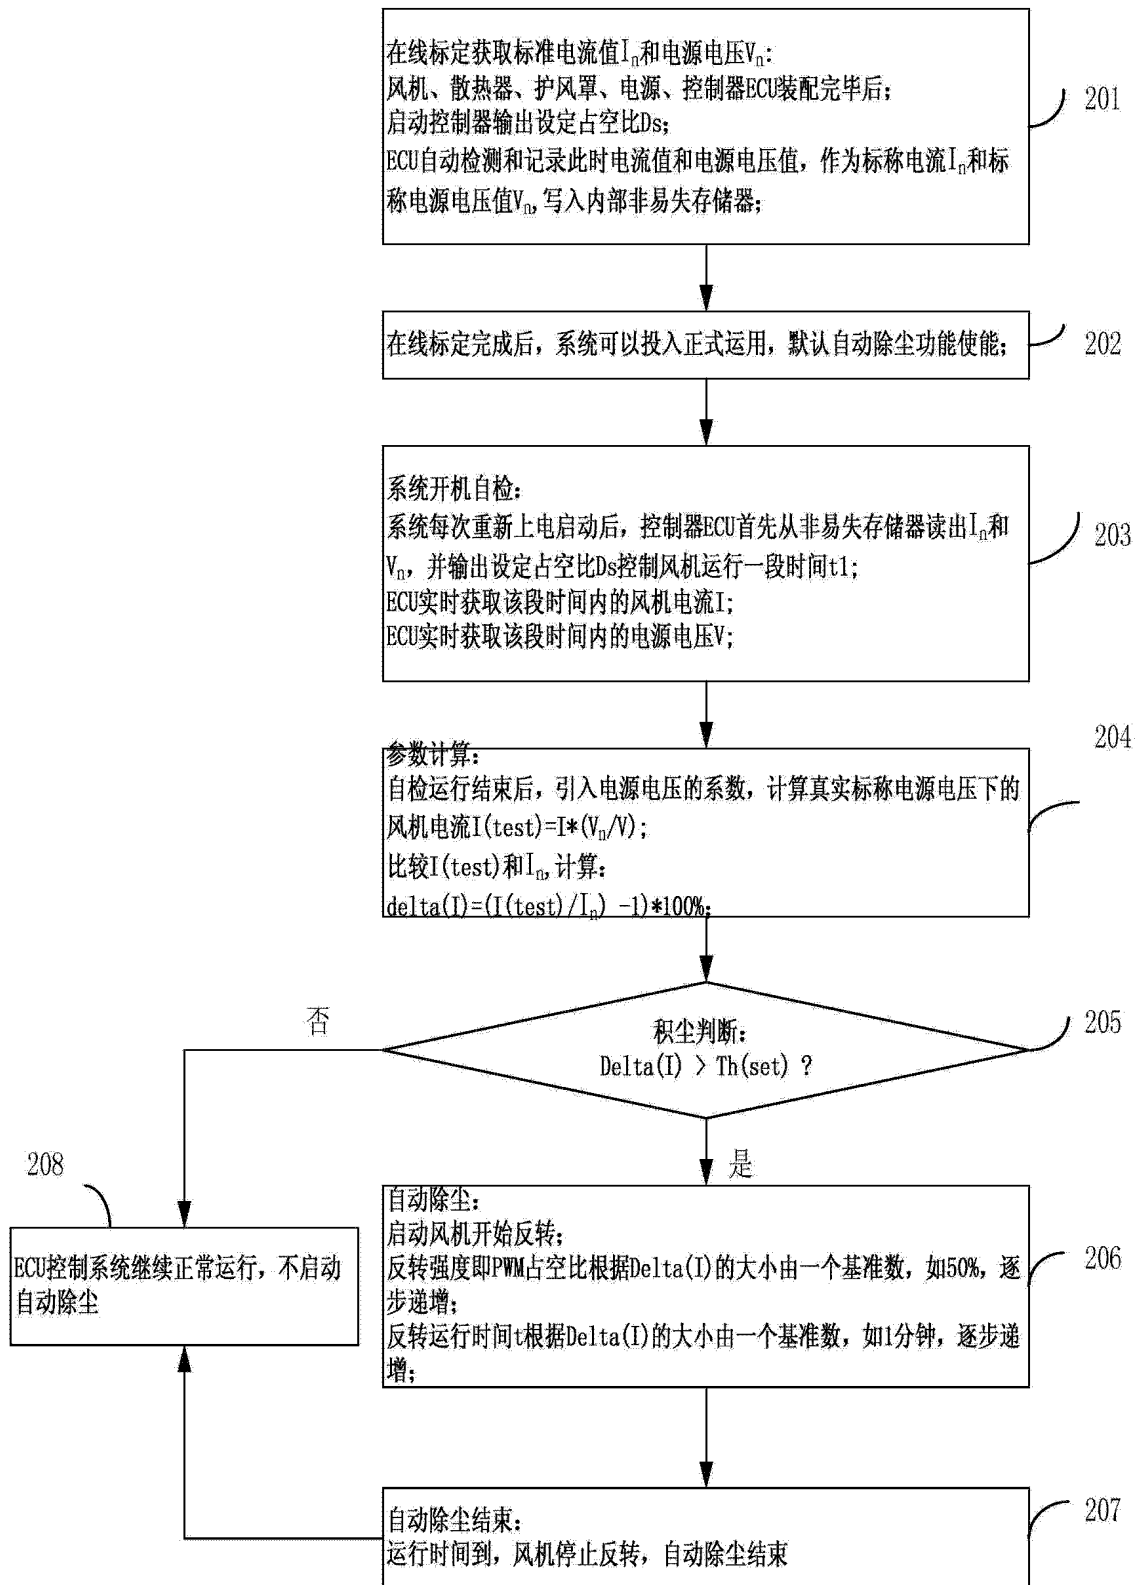 在线标定获取标准电流值Iₙ和电源电压Vₙ:
风机、散热器、护风罩、电源、控制器ECU装配完毕后;
启动控制器输出设定占空比Ds;
ECU自动检测和记录此时电流值和电源电压值，作为标称电流Iₙ和标
称电源电压值Vₙ,写入内部非易失存储器;
201
在线标定完成后，系统可以投入正式运用，默认自动除尘功能使能;
202
系统开机自检:
系统每次重新上电启动后，控制器ECU首先从非易失存储器读出Iₙ和
Vₙ，并输出设定占空比Ds控制风机运行一段时间t1;
ECU实时获取该段时间内的风机电流I;
ECU实时获取该段时间内的电源电压V;
203
参数计算:
自检运行结束后，引入电源电压的系数，计算真实标称电源电压下的
风机电流I(test)=I*(Vₙ/V);
比较I(test)和Iₙ,计算:
delta(I)=(I(test)/Iₙ) -1)*100%;
204
积尘判断:
Delta(I) > Th(set) ?
205
否
是
自动除尘:
启动风机开始反转;
反转强度即PWM占空比根据Delta(I)的大小由一个基准数，如50%，逐
步递增;
反转运行时间t根据Delta(I)的大小由一个基准数，如1分钟，逐步递
增;
206
208
ECU控制系统继续正常运行，不启动
自动除尘
自动除尘结束:
运行时间到，风机停止反转，自动除尘结束
207